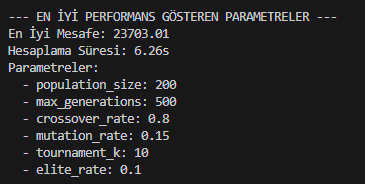 --- EN İYİ PERFORMANS GÖSTEREN PARAMETRELER ---
En İyi Mesafe: 23703.01
Hesaplama Süresi: 6.26s
Parametreler:
  - population_size: 200
  - max_generations: 500
  - crossover_rate: 0.8
  - mutation_rate: 0.15
  - tournament_k: 10
  - elite_rate: 0.1